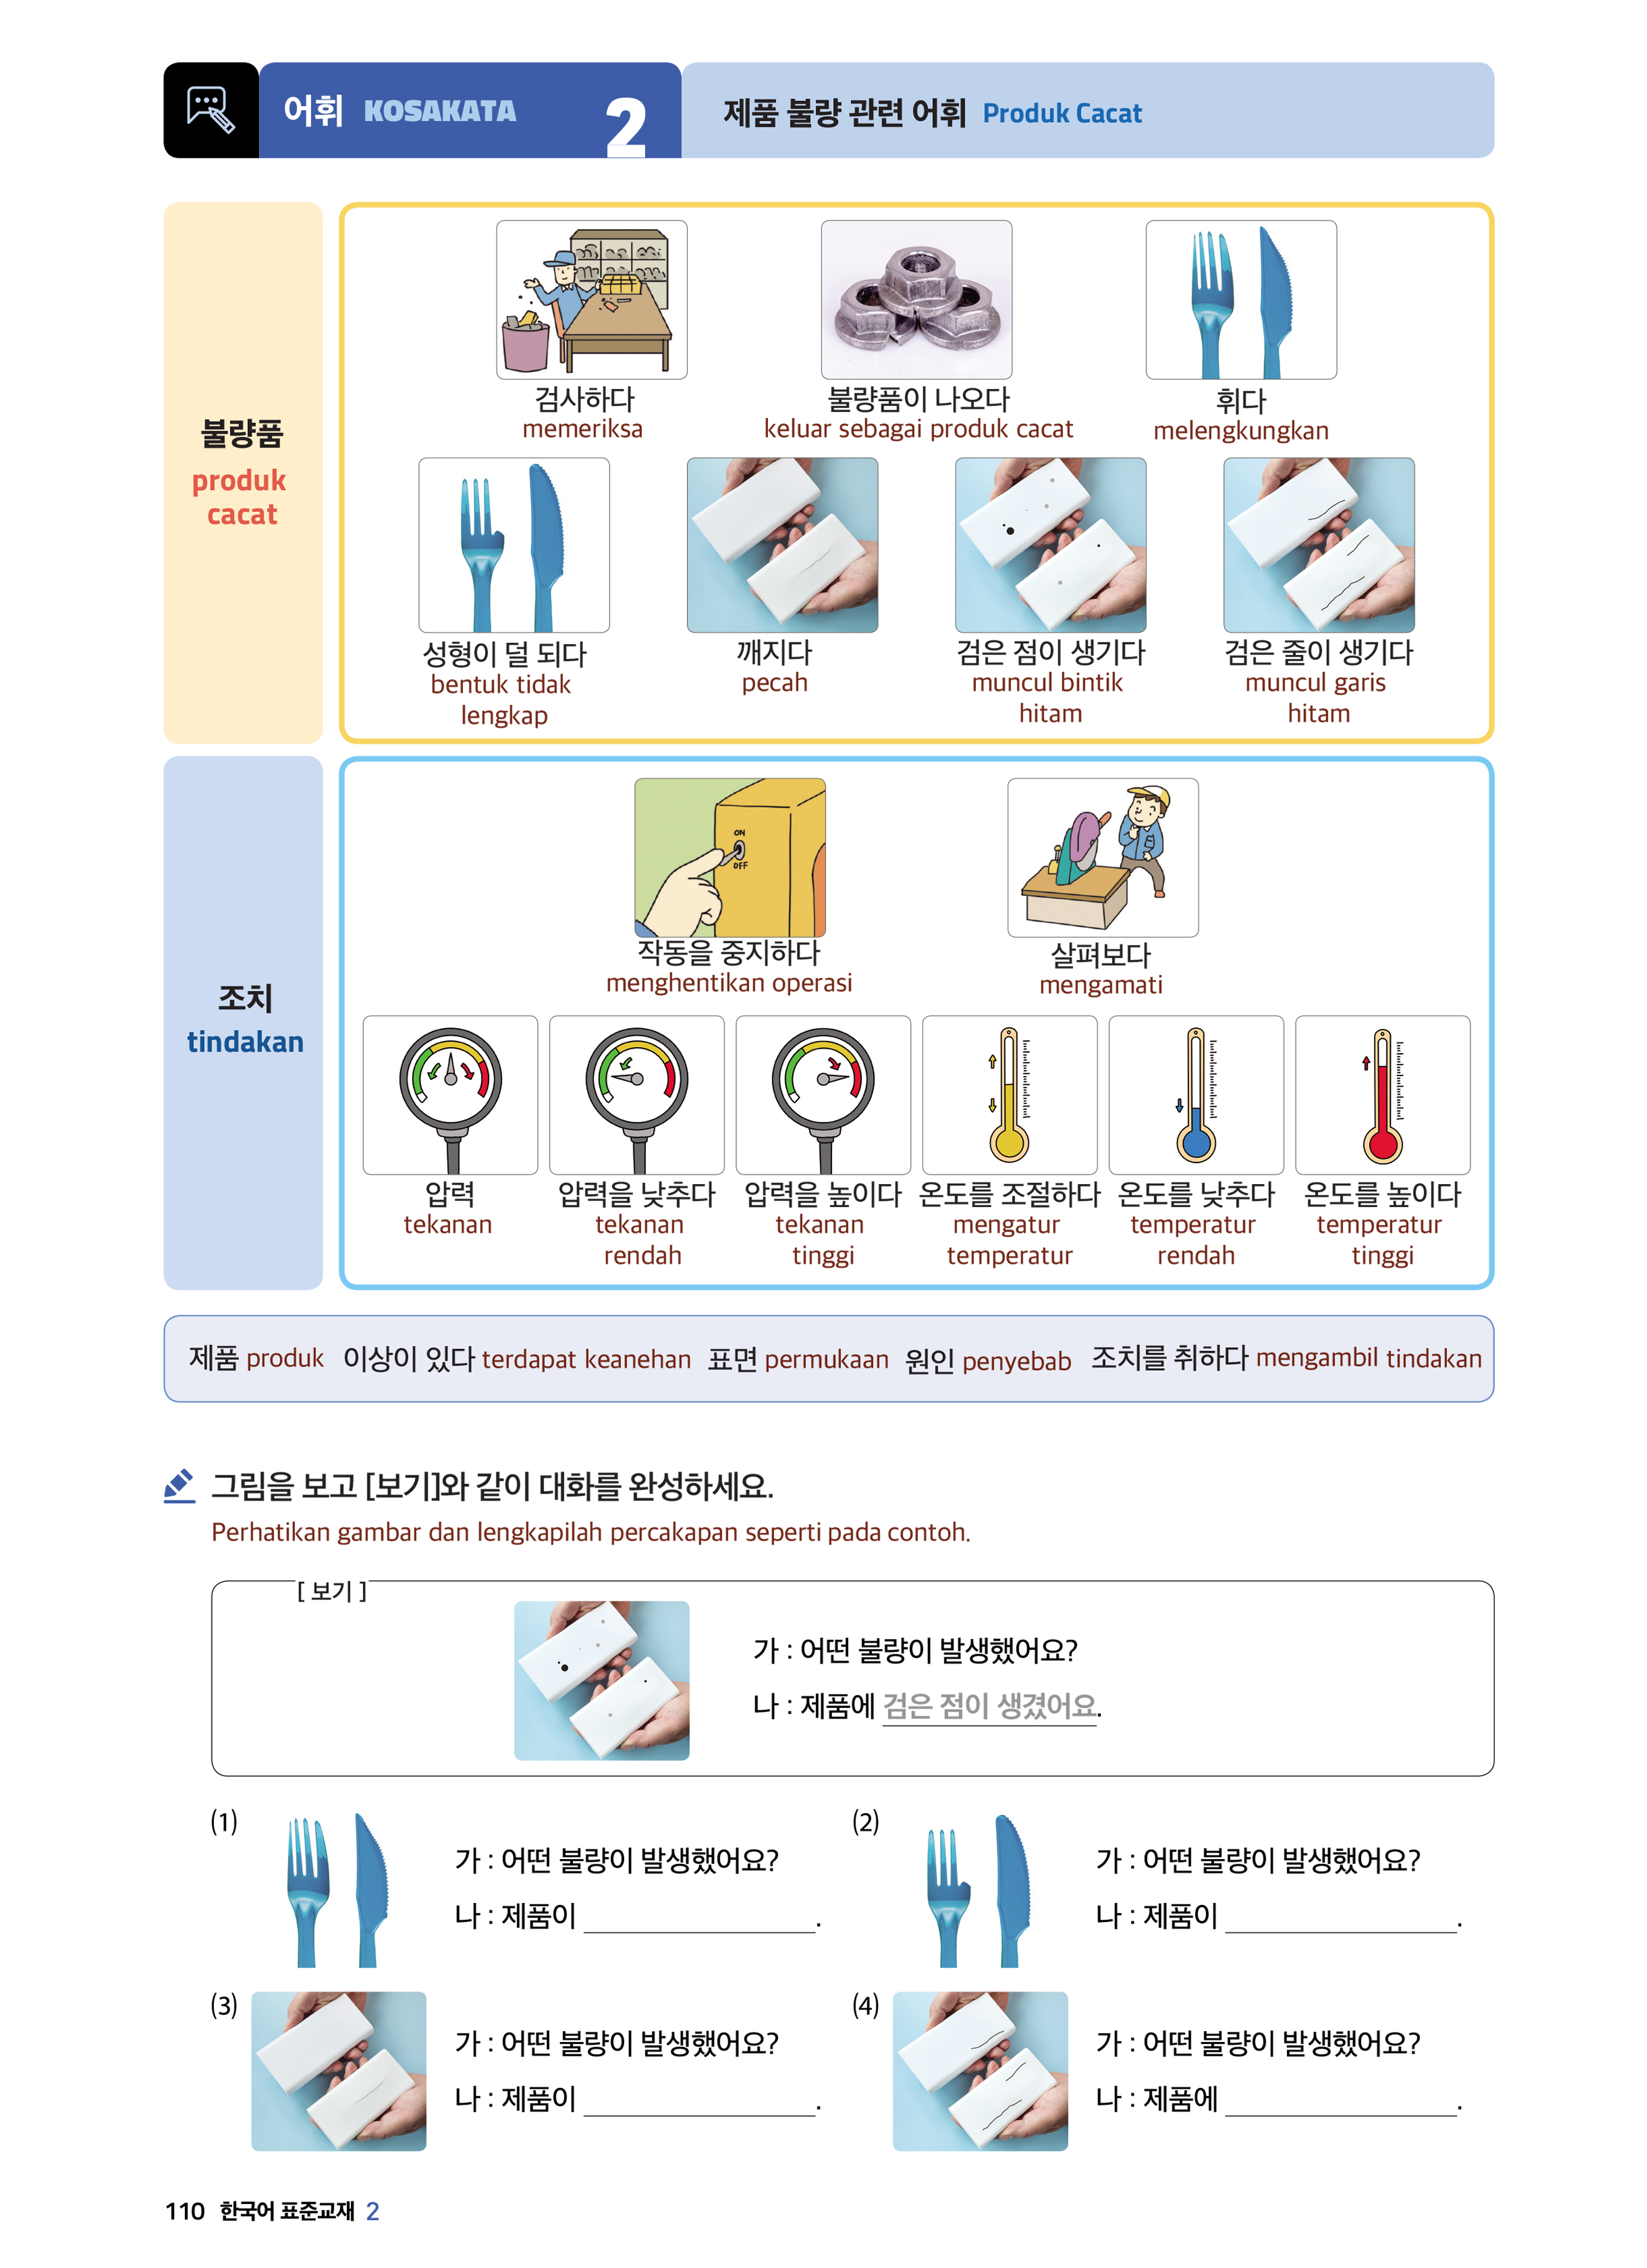 어휘 KOSAKATA 2 제품 불량 관련 어휘 Produk Cacat
불량품
produk
cacat
검사하다
memeriksa
불량품이 나오다
keluar sebagai produk cacat
휘다
melengkungkan
성형이 덜 되다
bentuk tidak
lengkap
깨지다
pecah
검은 점이 생기다
muncul bintik
hitam
검은 줄이 생기다
muncul garis
hitam
조치
tindakan
ON
OFF
작동을 중지하다
menghentikan operasi
살펴보다
mengamati
압력
tekanan
압력을 낮추다
tekanan
rendah
압력을 높이다
tekanan
tinggi
온도를 조절하다
mengatur
temperatur
온도를 낮추다
temperatur
rendah
온도를 높이다
temperatur
tinggi
제품 produk 이상이 있다 terdapat keanehan 표면 permukaan 원인 penyebab 조치를 취하다 mengambil tindakan
그림을 보고 [보기]와 같이 대화를 완성하세요.
Perhatikan gambar dan lengkapilah percakapan seperti pada contoh.
[ 보기 ]
가 : 어떤 불량이 발생했어요?
나 : 제품에 검은 점이 생겼어요.
(1)
가 : 어떤 불량이 발생했어요?
나 : 제품이 ________________.
(2)
가 : 어떤 불량이 발생했어요?
나 : 제품이 ________________.
(3)
가 : 어떤 불량이 발생했어요?
나 : 제품이 ________________.
(4)
가 : 어떤 불량이 발생했어요?
나 : 제품에 ________________.
110 한국어 표준교재 2